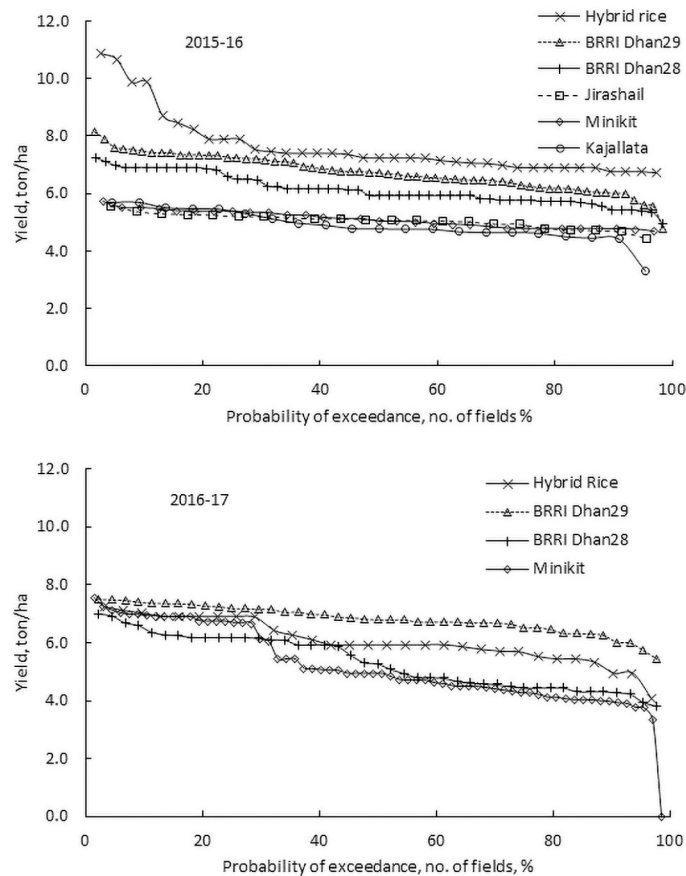 12.0
10.0
8.0
6.0
4.0
2.0
0.0
Yield, ton/ha
2015-16
Hybrid rice
BRRI Dhan29
BRRI Dhan28
Jirashail
Minikit
Kajallata
0
20
40
60
80
100
Probability of exceedance, no. of fields %
12.0
10.0
8.0
6.0
4.0
2.0
0.0
Yield, ton/ha
2016-17
Hybrid Rice
BRRI Dhan29
BRRI Dhan28
Minikit
0
20
40
60
80
100
Probability of exceedance, no. of fields, %